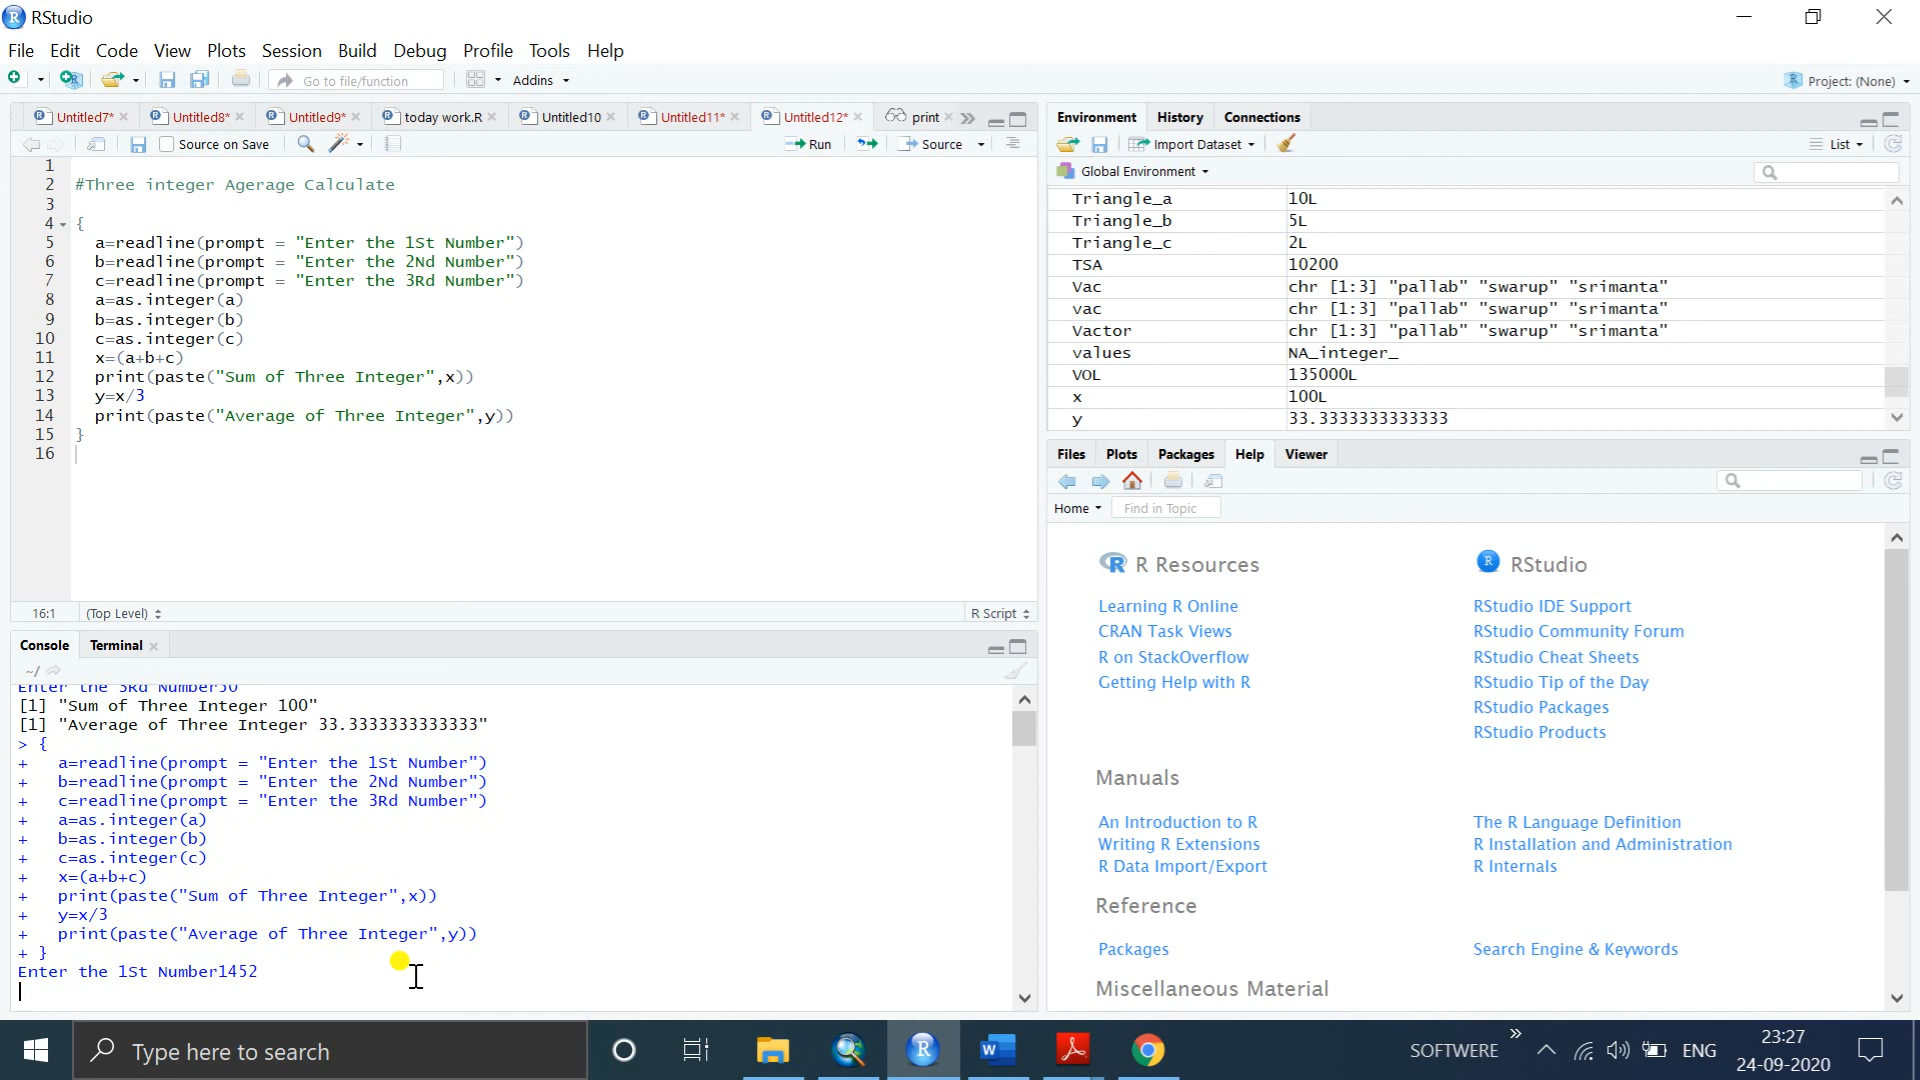 RStudio
File Edit Code View Plots Session Build Debug Profile Tools Help
Go to file/function Addins Project: (None)
Untitled7* Untitled8* Untitled9* today work.R Untitled10 Untitled11* Untitled12* print
Source on Save Run Source
1
2 #Three integer Agerage Calculate
3
4 {
5 a=readline(prompt = "Enter the 1St Number")
6 b=readline(prompt = "Enter the 2Nd Number")
7 c=readline(prompt = "Enter the 3Rd Number")
8 a=as.integer(a)
9 b=as.integer(b)
10 c=as.integer(c)
11 x=(a+b+c)
12 print(paste("Sum of Three Integer",x))
13 y=x/3
14 print(paste("Average of Three Integer",y))
15 }
16
16:1 (Top Level) R Script
Console Terminal
~/
Enter the 3Rd Number50
[1] "Sum of Three Integer 100"
[1] "Average of Three Integer 33.3333333333333"
> {
+ a=readline(prompt = "Enter the 1St Number")
+ b=readline(prompt = "Enter the 2Nd Number")
+ c=readline(prompt = "Enter the 3Rd Number")
+ a=as.integer(a)
+ b=as.integer(b)
+ c=as.integer(c)
+ x=(a+b+c)
+ print(paste("Sum of Three Integer",x))
+ y=x/3
+ print(paste("Average of Three Integer",y))
+ }
Enter the 1St Number1452
Environment History Connections
Import Dataset List
Global Environment
Triangle_a 10L
Triangle_b 5L
Triangle_c 2L
TSA 10200
Vac chr [1:3] "pallab" "swarup" "srimanta"
vac chr [1:3] "pallab" "swarup" "srimanta"
Vactor chr [1:3] "pallab" "swarup" "srimanta"
values NA_integer_
VOL 135000L
x 100L
y 33.3333333333333
Files Plots Packages Help Viewer
Home Find in Topic
R Resources
Learning R Online
CRAN Task Views
R on StackOverflow
Getting Help with R
RStudio
RStudio IDE Support
RStudio Community Forum
RStudio Cheat Sheets
RStudio Tip of the Day
RStudio Packages
RStudio Products
Manuals
An Introduction to R
Writing R Extensions
R Data Import/Export
The R Language Definition
R Installation and Administration
R Internals
Reference
Packages
Search Engine & Keywords
Miscellaneous Material
Type here to search
SOFTWERE ENG
23:27
24-09-2020